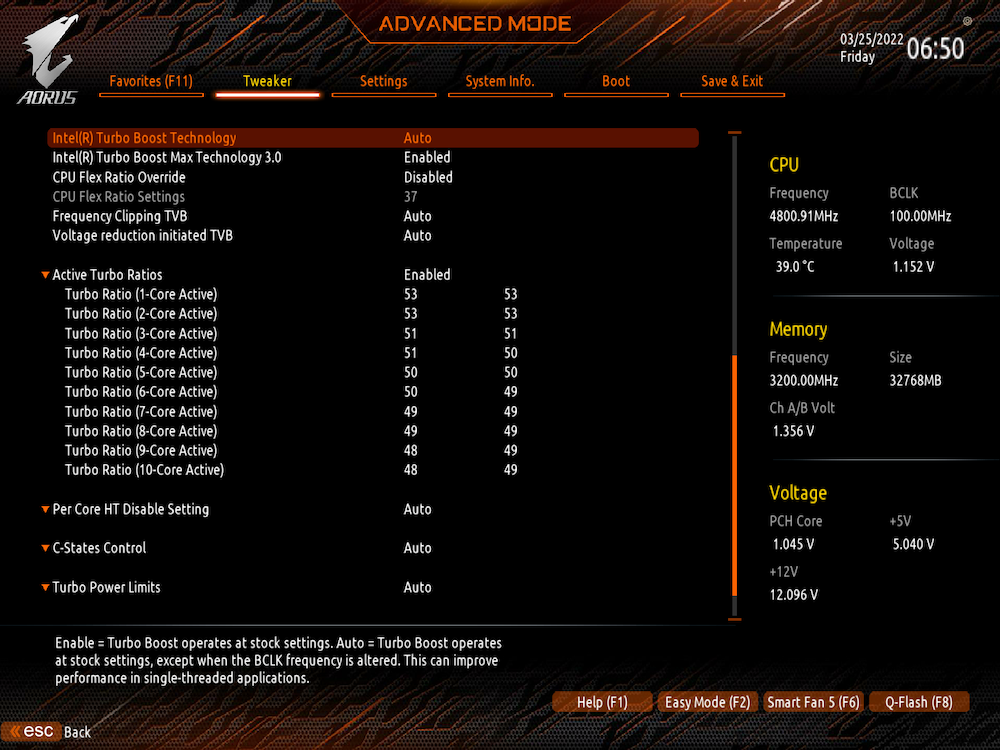 ADVANCED MODE
AORUS
03/25/2022
Friday
06:50
Favorites (F11) Tweaker Settings System Info. Boot Save & Exit
Intel(R) Turbo Boost Technology Auto
Intel(R) Turbo Boost Max Technology 3.0 Enabled
CPU Flex Ratio Override Disabled
CPU Flex Ratio Settings 37
Frequency Clipping TVB Auto
Voltage reduction initiated TVB Auto
Active Turbo Ratios Enabled
Turbo Ratio (1-Core Active) 53 53
Turbo Ratio (2-Core Active) 53 53
Turbo Ratio (3-Core Active) 51 51
Turbo Ratio (4-Core Active) 51 50
Turbo Ratio (5-Core Active) 50 50
Turbo Ratio (6-Core Active) 50 49
Turbo Ratio (7-Core Active) 49 49
Turbo Ratio (8-Core Active) 49 49
Turbo Ratio (9-Core Active) 48 49
Turbo Ratio (10-Core Active) 48 49
Per Core HT Disable Setting Auto
C-States Control Auto
Turbo Power Limits Auto
CPU
Frequency BCLK
4800.91MHz 100.00MHz
Temperature Voltage
39.0 °C 1.152 V
Memory
Frequency Size
3200.00MHz 32768MB
Ch A/B Volt
1.356 V
Voltage
PCH Core +5V
1.045 V 5.040 V
+12V
12.096 V
Enable = Turbo Boost operates at stock settings. Auto = Turbo Boost operates
at stock settings, except when the BCLK frequency is altered. This can improve
performance in single-threaded applications.
Help (F1) Easy Mode (F2) Smart Fan 5 (F6) Q-Flash (F8)
esc Back